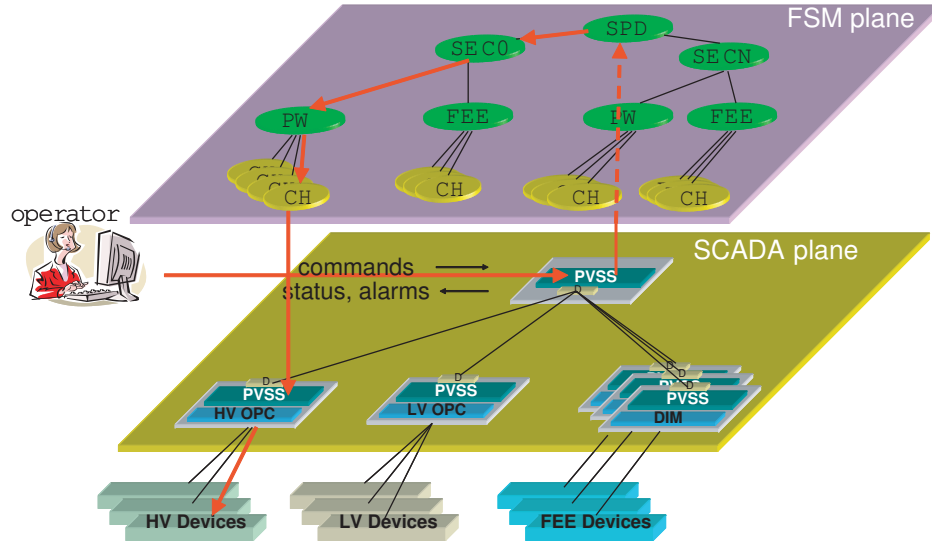 FSM plane
SPD
SEC0
SECN
PW
FEE
PW
FEE
CH
CH
CH
CH
CH
operator
SCADA plane
commands
PVSS
status, alarms
D
D
D
D
D
D
PVSS
PVSS
PVSS
HV OPC
LV OPC
DIM
HV Devices
LV Devices
FEE Devices